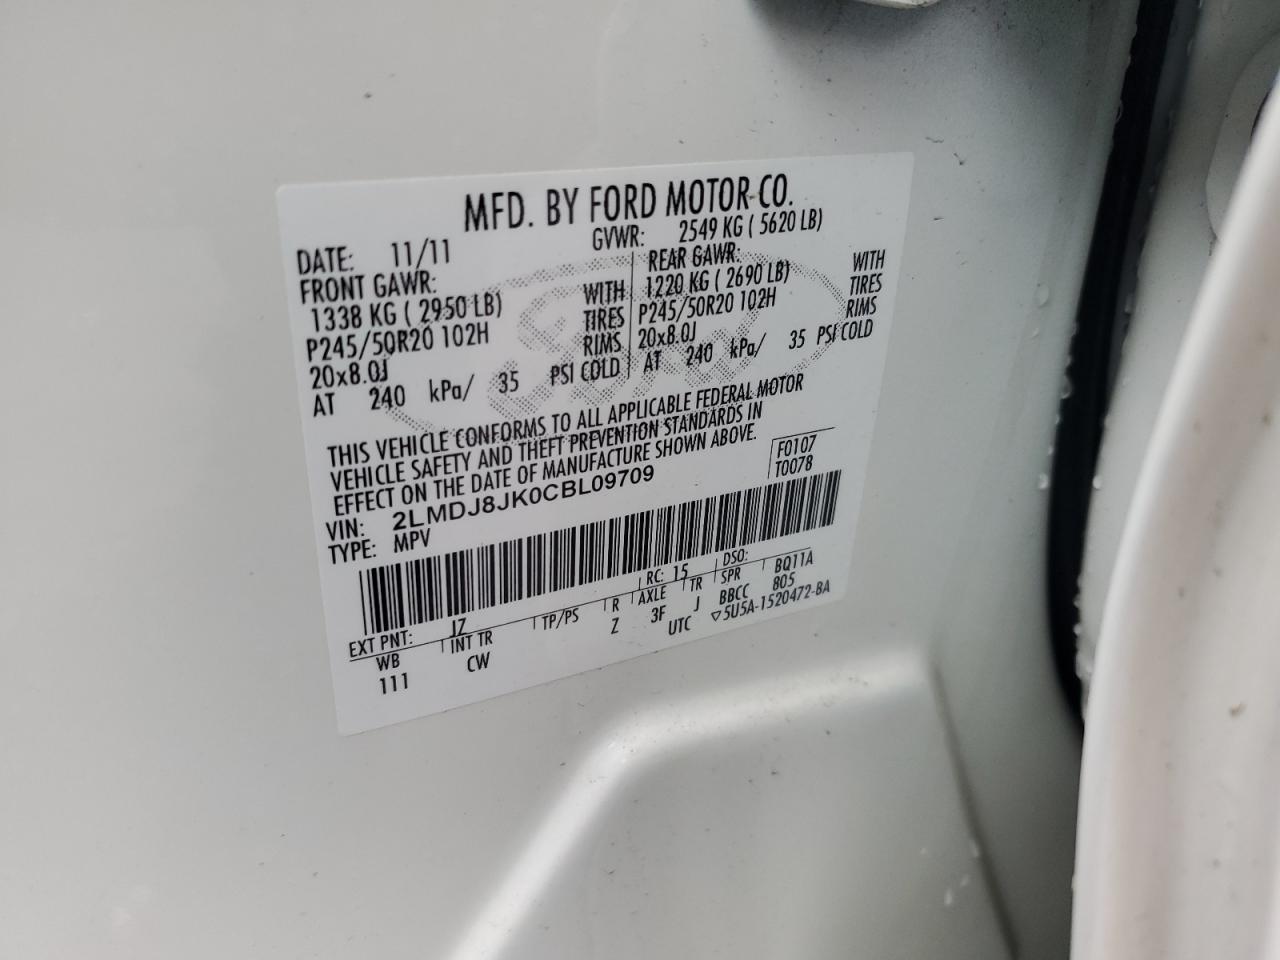 MFD. BY FORD MOTOR CO.
DATE: 11/11 GVWR: 2549 KG ( 5620 LB)
FRONT GAWR: REAR GAWR:
1338 KG ( 2950 LB) WITH 1220 KG ( 2690 LB) WITH
P245/50R20 102H TIRES P245/50R20 102H TIRES
20x8.0J RIMS 20x8.0J RIMS
AT 240 kPa/ 35 PSI COLD AT 240 kPa/ 35 PSI COLD
THIS VEHICLE CONFORMS TO ALL APPLICABLE FEDERAL MOTOR
VEHICLE SAFETY AND THEFT PREVENTION STANDARDS IN
EFFECT ON THE DATE OF MANUFACTURE SHOWN ABOVE.
F0107
T0078
VIN: 2LMDJ8JK0CBL09709
TYPE: MPV
EXT PNT: JZ RC: 15 DSO: BQ11A
WB INT TR TP/PS R AXLE TR SPR 805
111 CW Z 3F J BBCC
UTC ▽5U5A-1520472-BA
Ford